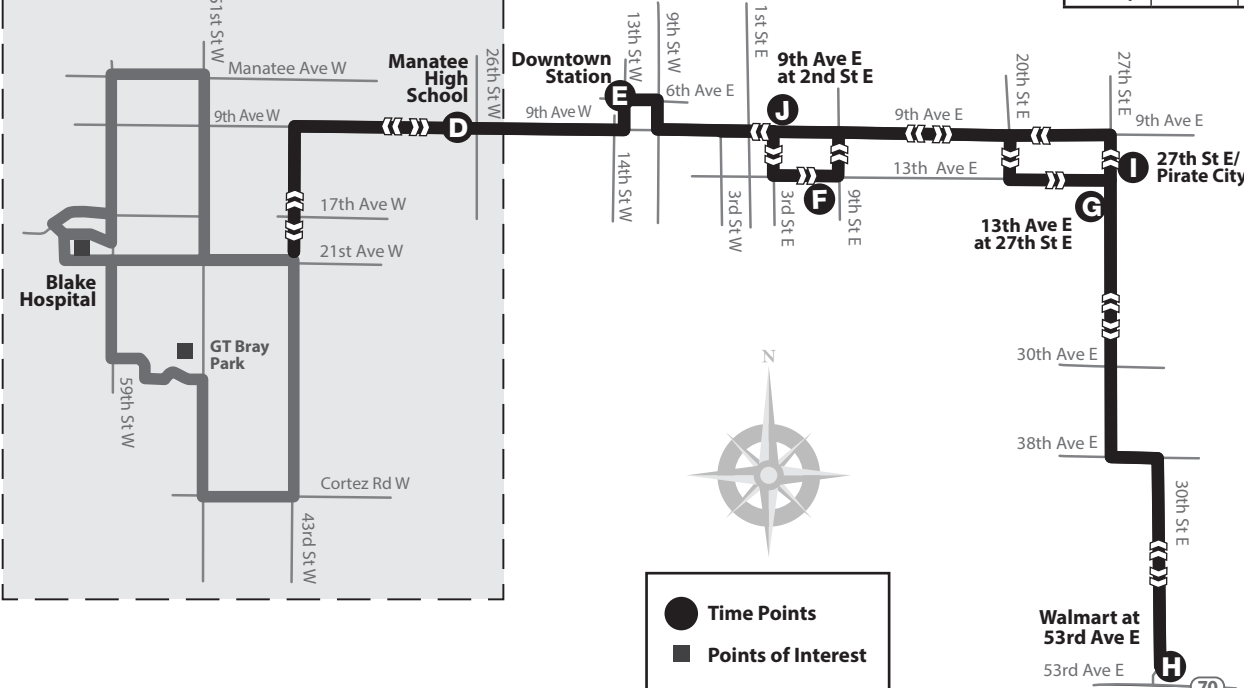 51st St W
Manatee Ave W
9th Ave W
Manatee
High
School
26th St W
Downtown
Station
13th St W
9th St W
1st St E
9th Ave E
at 2nd St E
20th St E
27th St E
D
9th Ave W
E
6th Ave E
J
9th Ave E
9th Ave E
14th St W
3rd St W
3rd St E
F
9th St E
13th Ave E
I
27th St E/
Pirate City
G
13th Ave E
at 27th St E
17th Ave W
21st Ave W
Blake
Hospital
GT Bray
Park
59th St W
Cortez Rd W
43rd St W
N
30th Ave E
38th Ave E
30th St E
Walmart at
53rd Ave E
53rd Ave E
H
70
Time Points
Points of Interest